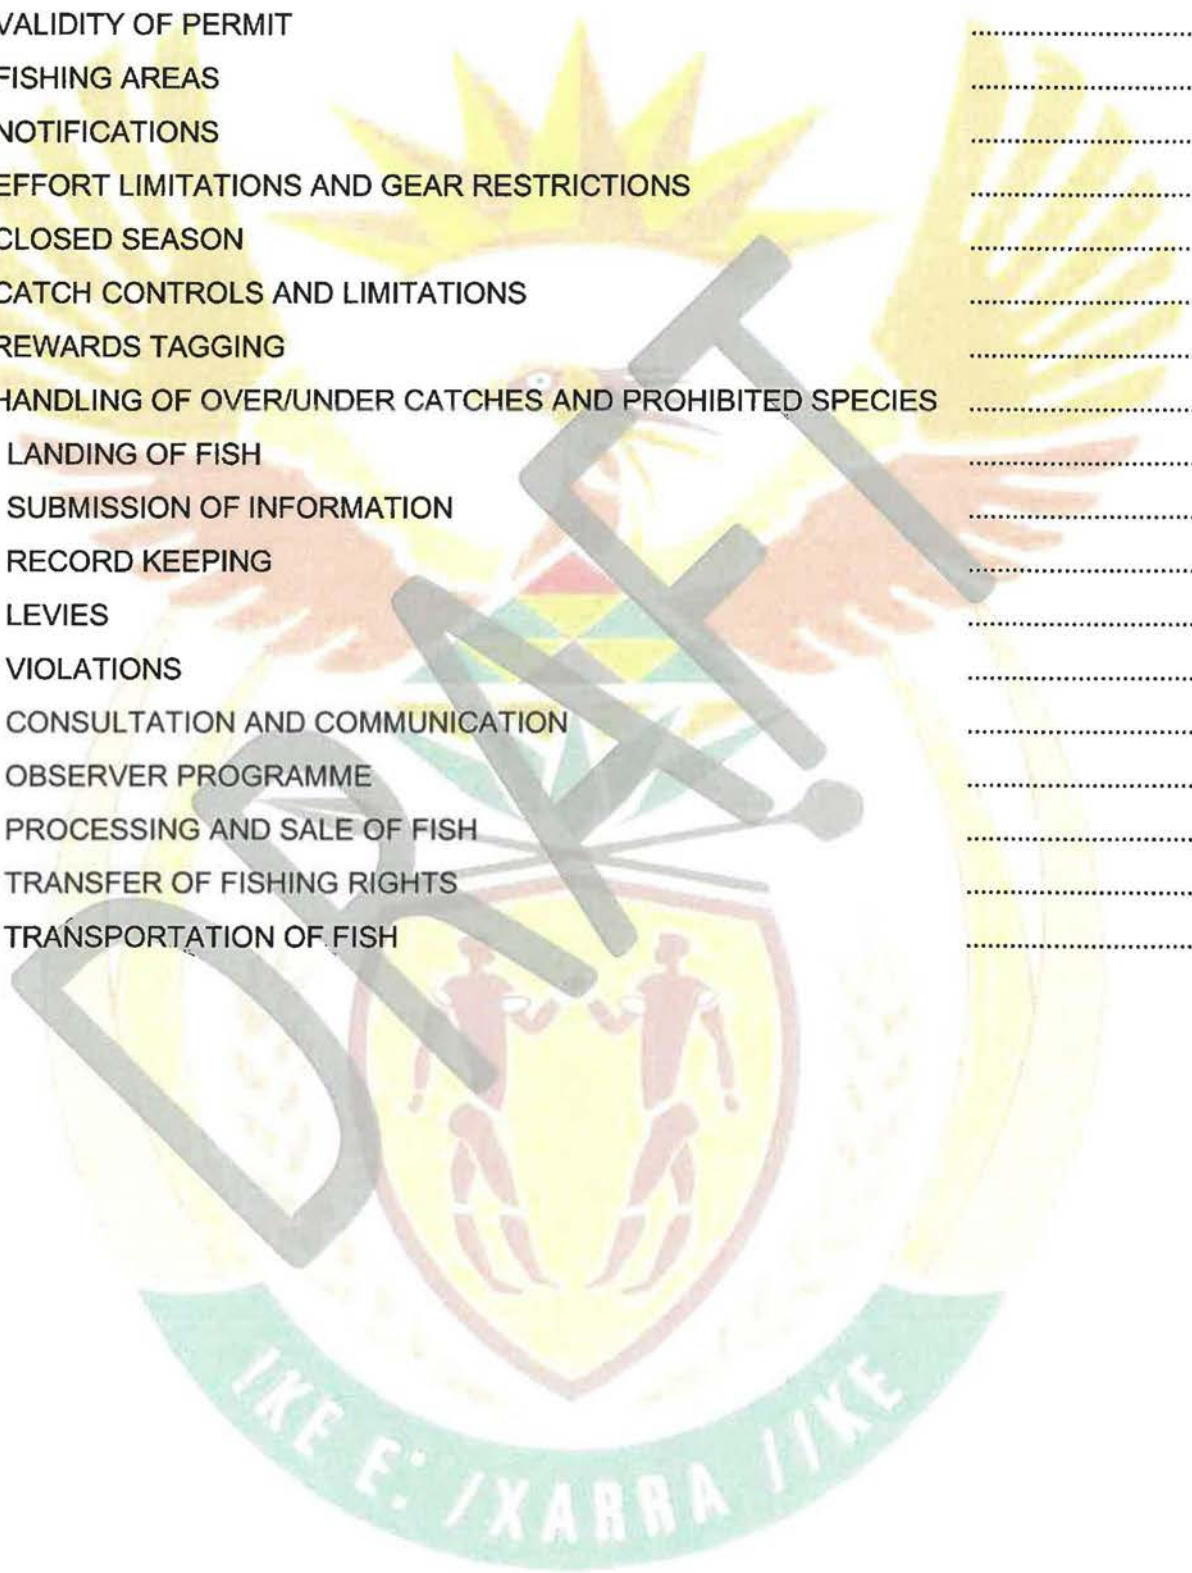 VALIDITY OF PERMIT ........................................
FISHING AREAS ........................................
NOTIFICATIONS ........................................
EFFORT LIMITATIONS AND GEAR RESTRICTIONS ........................................
CLOSED SEASON ........................................
CATCH CONTROLS AND LIMITATIONS ........................................
REWARDS TAGGING ........................................
HANDLING OF OVER/UNDER CATCHES AND PROHIBITED SPECIES ........................................
LANDING OF FISH ........................................
SUBMISSION OF INFORMATION ........................................
RECORD KEEPING ........................................
LEVIES ........................................
VIOLATIONS ........................................
CONSULTATION AND COMMUNICATION ........................................
OBSERVER PROGRAMME ........................................
PROCESSING AND SALE OF FISH ........................................
TRANSFER OF FISHING RIGHTS ........................................
TRANSPORTATION OF FISH ........................................
DRAFT
!KE E: /XARRA //KE